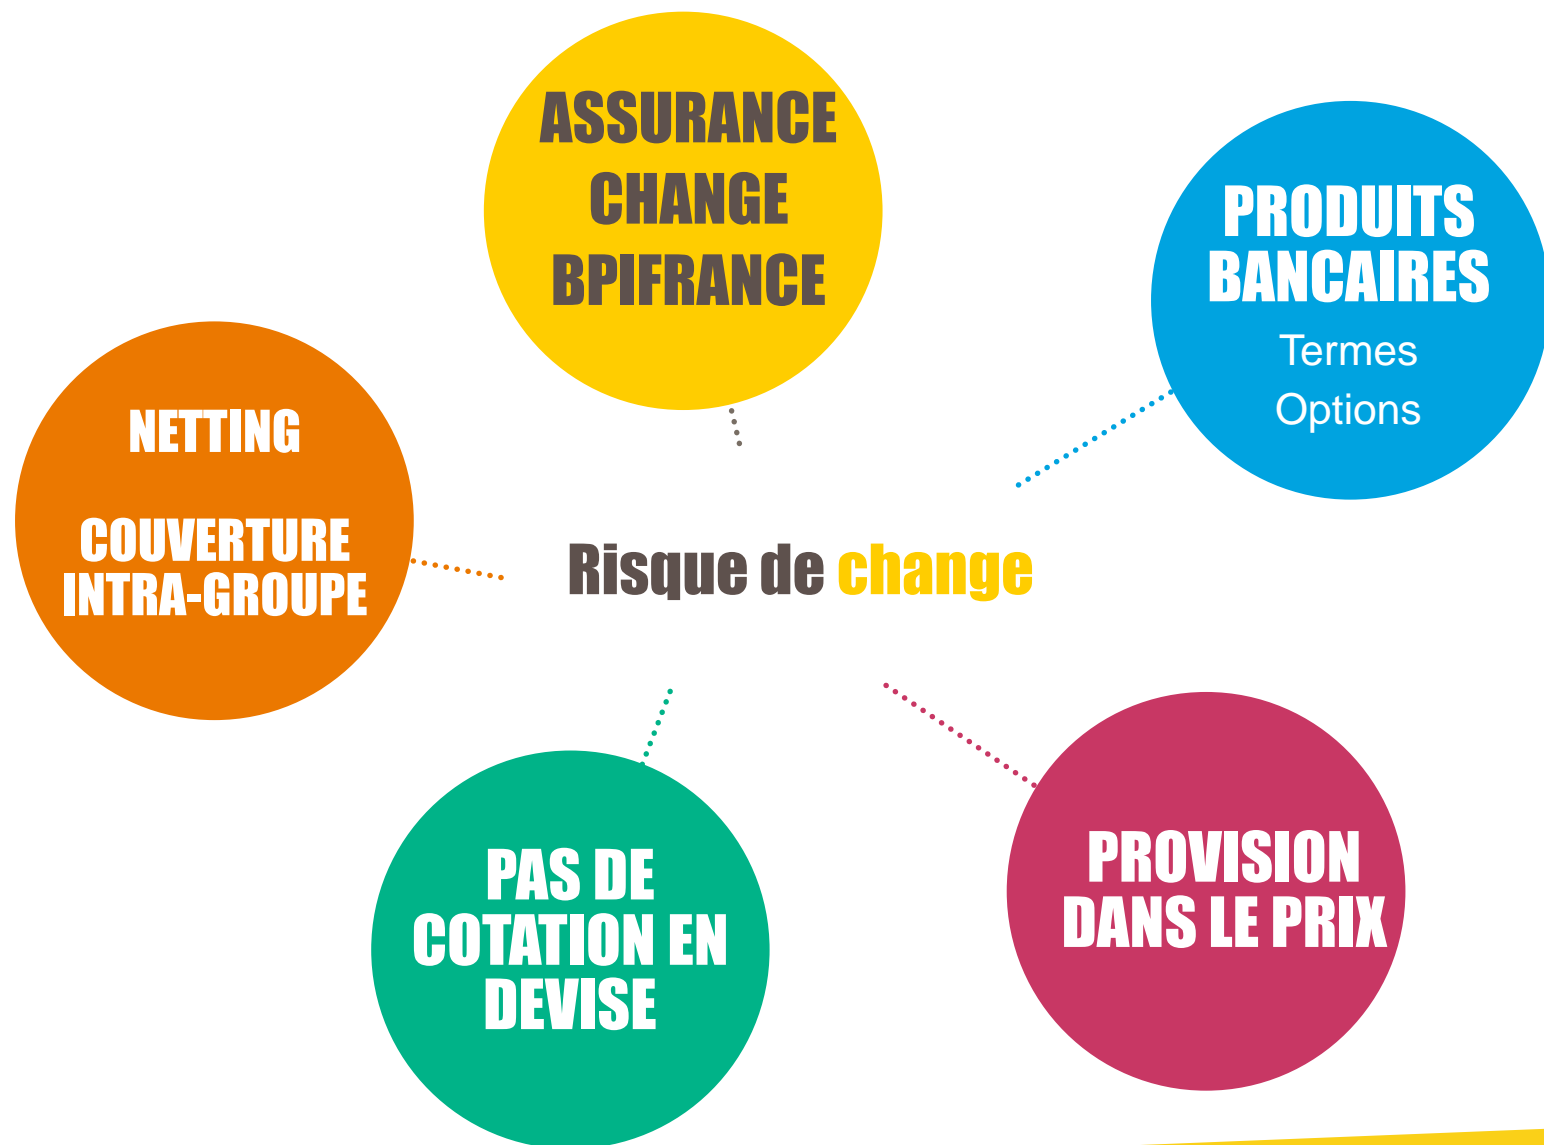 ASSURANCE
CHANGE
BPIFRANCE
PRODUITS
BANCAIRES
Termes
Options
NETTING
COUVERTURE
INTRA-GROUPE
Risque de change
PAS DE
COTATION EN
DEVISE
PROVISION
DANS LE PRIX